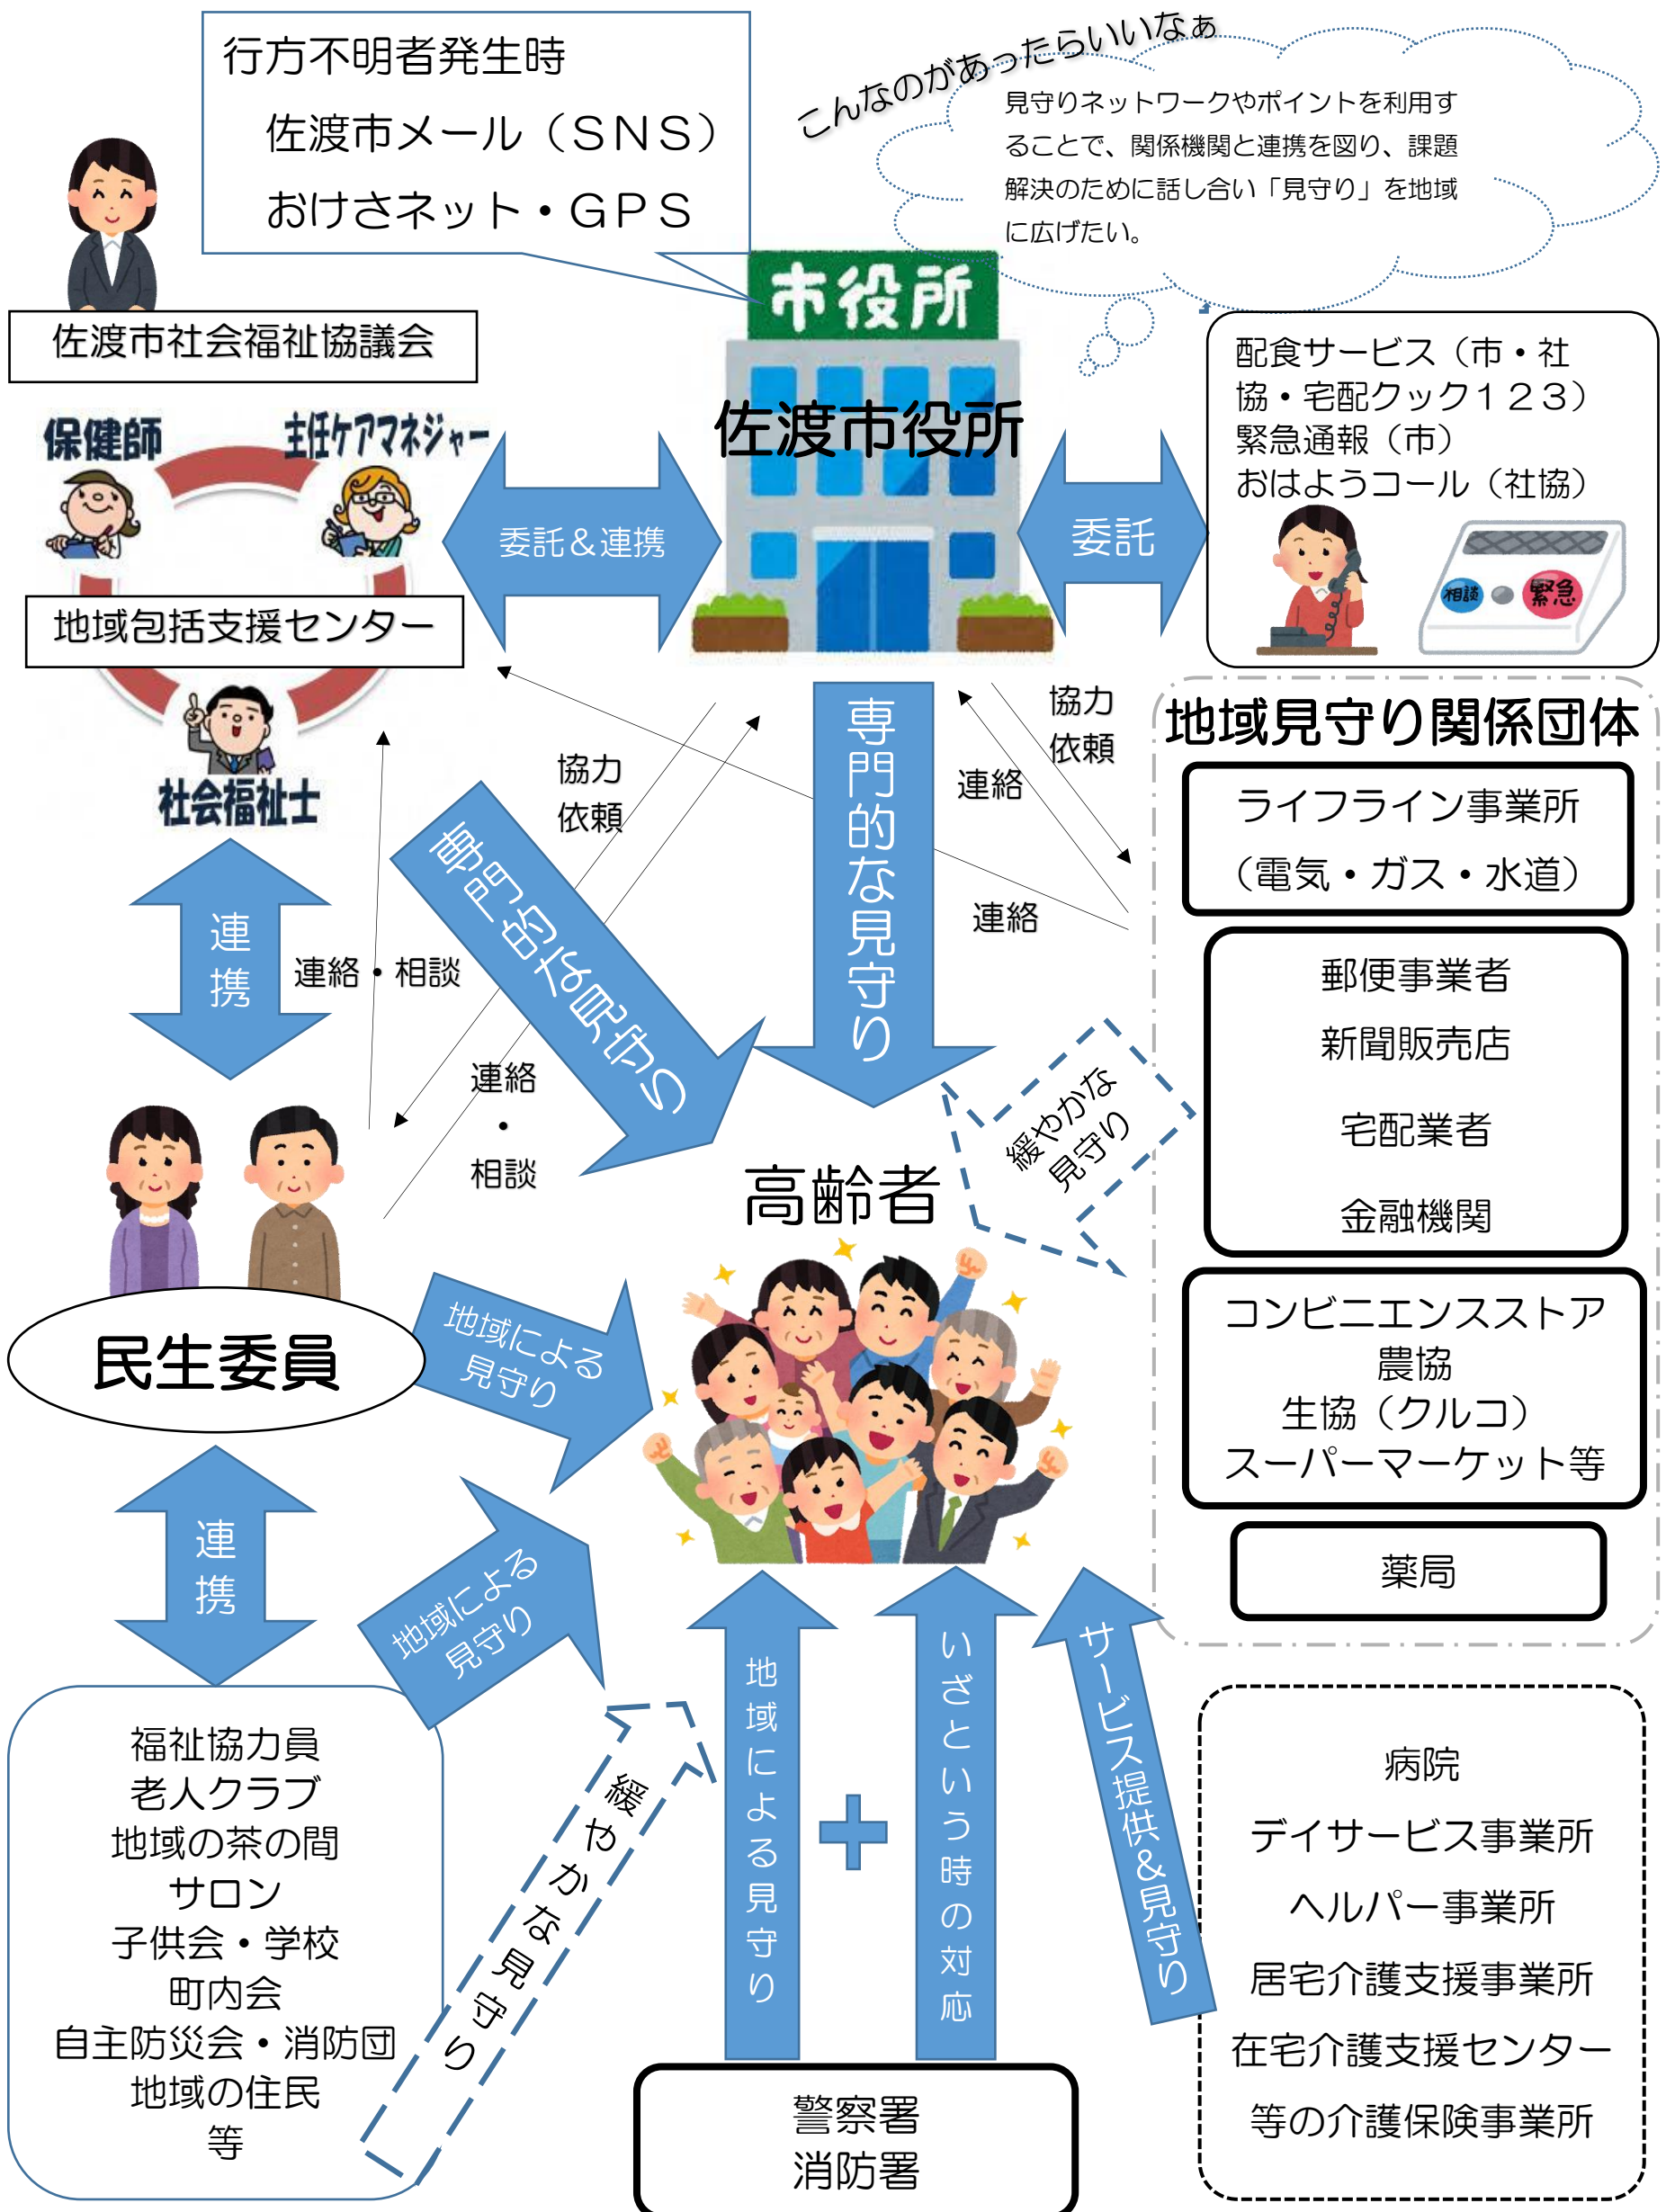 行方不明者発生時
佐渡市メール（ＳＮＳ）
おけさネット・ＧＰＳ
こんなのがあったらいいなぁ
見守りネットワークやポイントを利用す
ることで、関係機関と連携を図り、課題
解決のために話し合い「見守り」を地域
に広げたい。
市役所
佐渡市役所
佐渡市社会福祉協議会
保健師
主任ケアマネジャー
地域包括支援センター
社会福祉士
委託＆連携
委託
配食サービス（市・社
協・宅配クック１２３）
緊急通報（市）
おはようコール（社協）
相談
緊急
協力
依頼
専門的な見守り
専門的な見守り
連絡
協力
依頼
連絡
連携
連絡・相談
連絡
・
相談
地域見守り関係団体
ライフライン事業所
（電気・ガス・水道）
郵便事業者
新聞販売店
宅配業者
金融機関
コンビニエンスストア
農協
生協（クルコ）
スーパーマーケット等
薬局
緩やかな
見守り
高齢者
民生委員
地域による
見守り
連携
地域による
見守り
福祉協力員
老人クラブ
地域の茶の間
サロン
子供会・学校
町内会
自主防災会・消防団
地域の住民
等
緩やかな見守り
地域による見守り
いざという時の対応
サービス提供＆見守り
警察署
消防署
病院
デイサービス事業所
ヘルパー事業所
居宅介護支援事業所
在宅介護支援センター
等の介護保険事業所